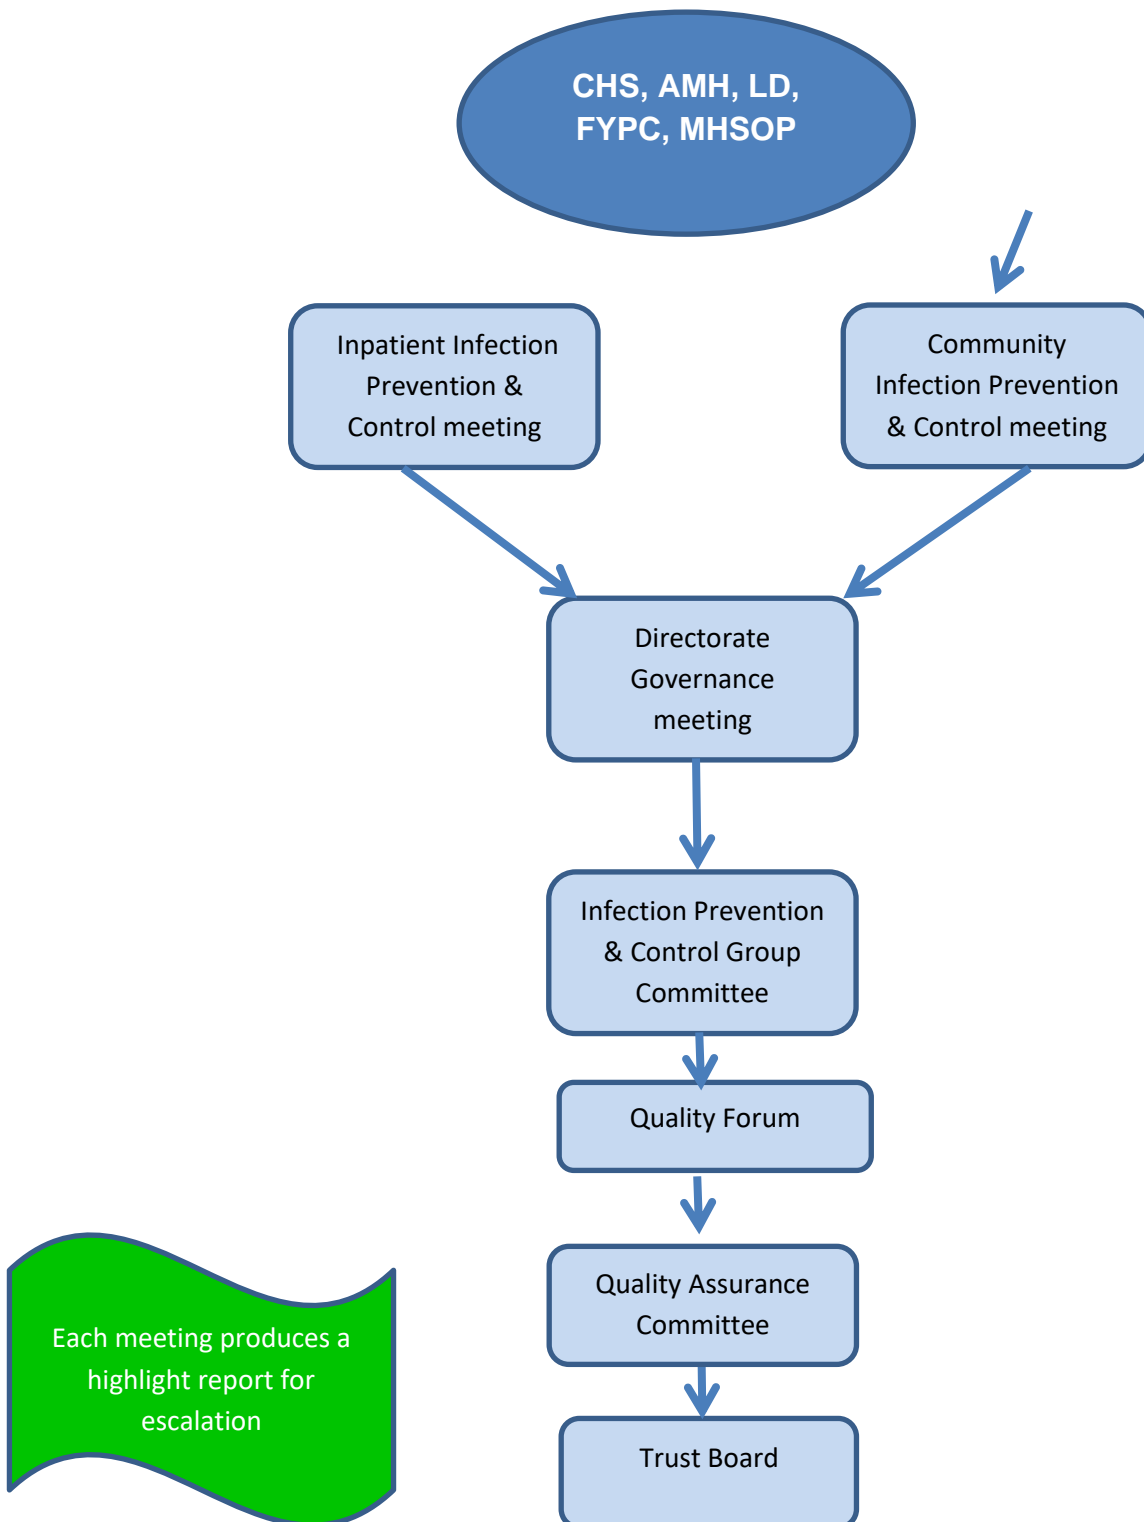 CHS, AMH, LD,
FYPC, MHSOP
Inpatient Infection
Prevention &
Control meeting
Community
Infection Prevention
& Control meeting
Directorate
Governance
meeting
Infection Prevention
& Control Group
Committee
Quality Forum
Quality Assurance
Committee
Each meeting produces a
highlight report for
escalation
Trust Board